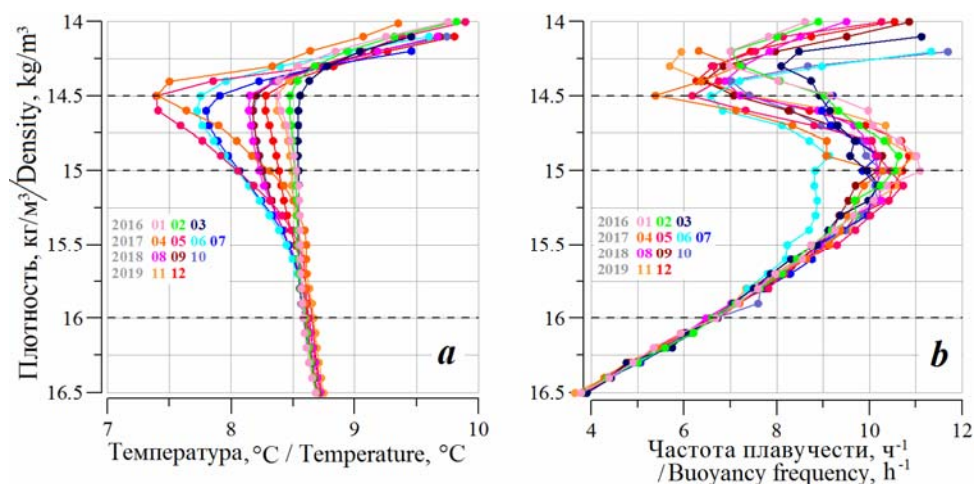 Плотность, кг/м³/Density, kg/m³
14
14.5
15
15.5
16
16.5
2016 01 02 03
2017 04 05 06 07
2018 08 09 10
2019 11 12
a
7 8 9 10
Температура, °С / Temperature, °C
14
14.5
15
15.5
16
16.5
2016 01 02 03
2017 04 05 06 07
2018 08 09 10
2019 11 12
b
4 6 8 10 12
Частота плавучести, ч⁻¹
/Buoyancy frequency, h⁻¹